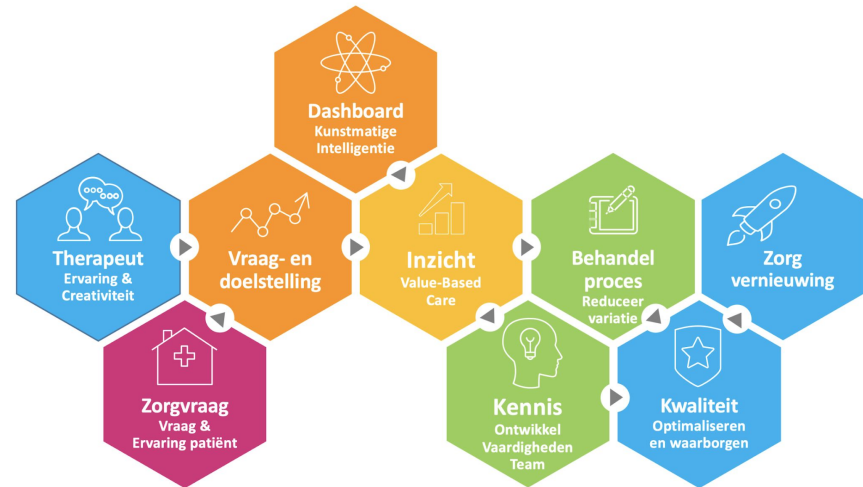 Dashboard
Kunstmatige
Intelligentie
Therapeut
Ervaring &
Creativiteit
Vraag- en
doelstelling
Inzicht
Value-Based
Care
Behandel
proces
Reduceer
variatie
Zorg
vernieuwing
Zorgvraag
Vraag &
Ervaring patiënt
Kennis
Ontwikkel
Vaardigheden
Team
Kwaliteit
Optimaliseren
en waarborgen